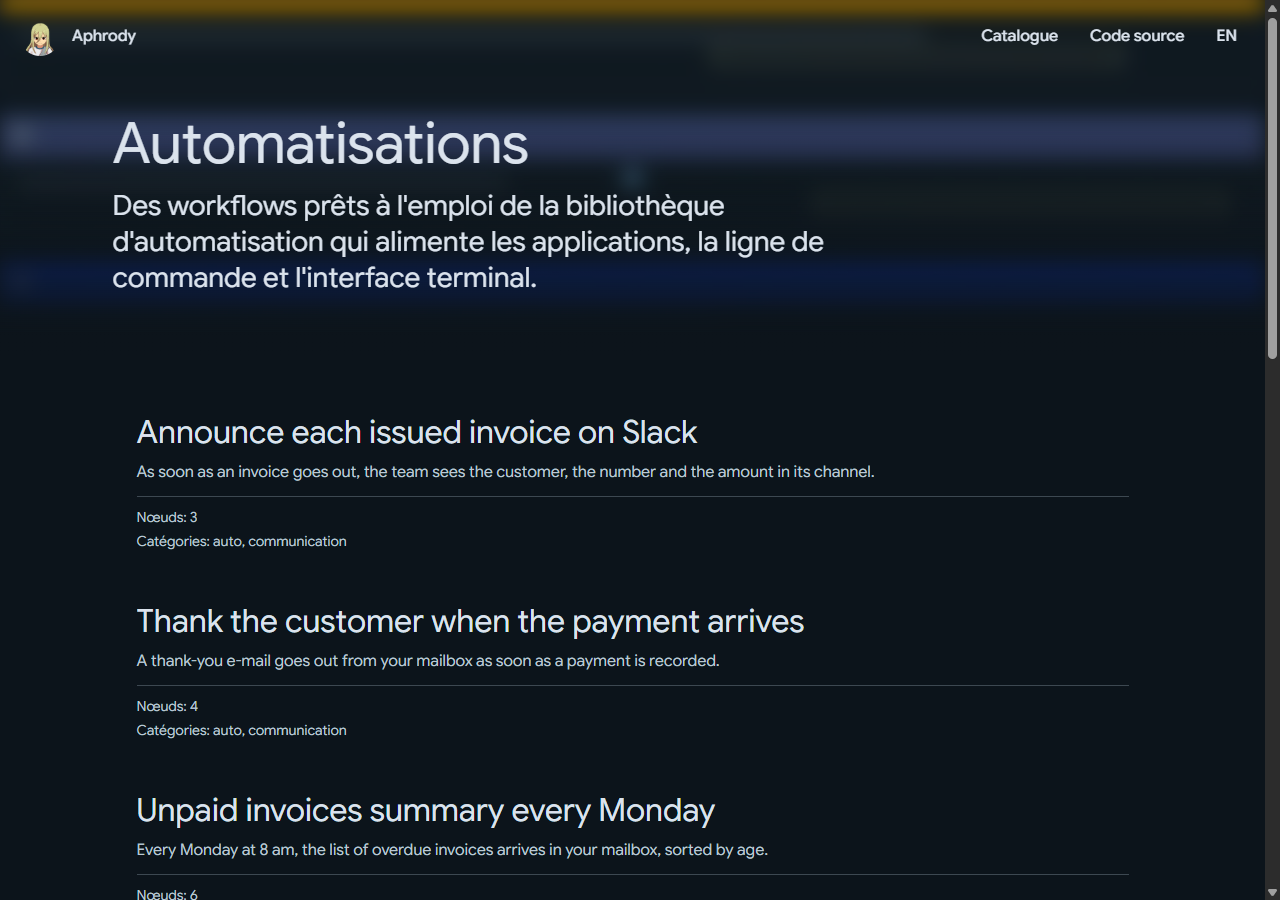 Aphrody
Catalogue
Code source
EN
Automatisations
Des workflows prêts à l'emploi de la bibliothèque
d'automatisation qui alimente les applications, la ligne de
commande et l'interface terminal.
Announce each issued invoice on Slack
As soon as an invoice goes out, the team sees the customer, the number and the amount in its channel.
Nœuds: 3
Catégories: auto, communication
Thank the customer when the payment arrives
A thank-you e-mail goes out from your mailbox as soon as a payment is recorded.
Nœuds: 4
Catégories: auto, communication
Unpaid invoices summary every Monday
Every Monday at 8 am, the list of overdue invoices arrives in your mailbox, sorted by age.
Nœuds: 6